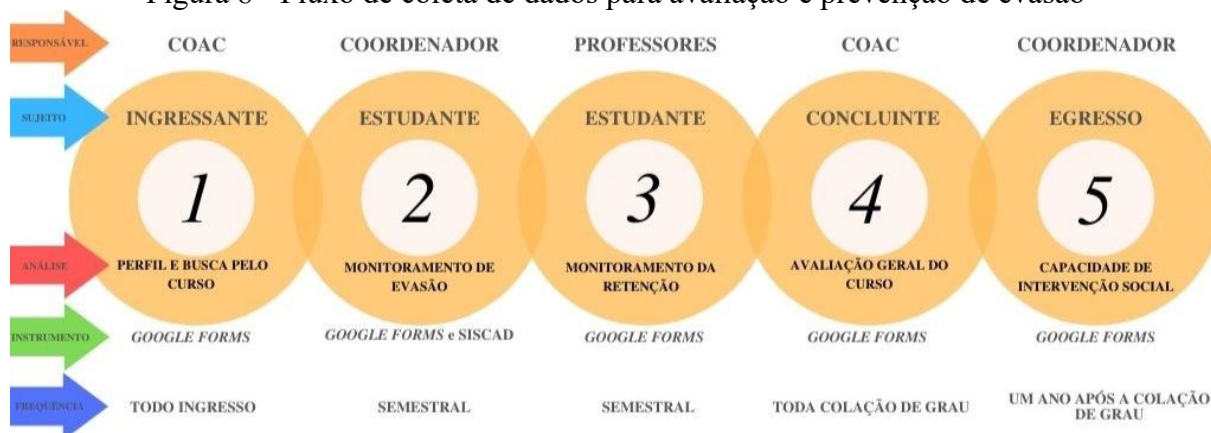 Figura 8 - Fluxo de coleta de dados para avaliação e prevenção de evasão
RESPONSÁVEL COAC COORDENADOR PROFESSORES COAC COORDENADOR
SUJEITO INGRESSANTE ESTUDANTE ESTUDANTE CONCLUINTE EGRESSO
1 2 3 4 5
ANÁLISE PERFIL E BUSCA PELO CURSO MONITORAMENTO DE EVASÃO MONITORAMENTO DA RETENÇÃO AVALIAÇÃO GERAL DO CURSO CAPACIDADE DE INTERVENÇÃO SOCIAL
INSTRUMENTO GOOGLE FORMS GOOGLE FORMS e SISCAD GOOGLE FORMS GOOGLE FORMS GOOGLE FORMS
FREQUÊNCIA TODO INGRESSO SEMESTRAL SEMESTRAL TODA COLAÇÃO DE GRAU UM ANO APÓS A COLAÇÃO DE GRAU